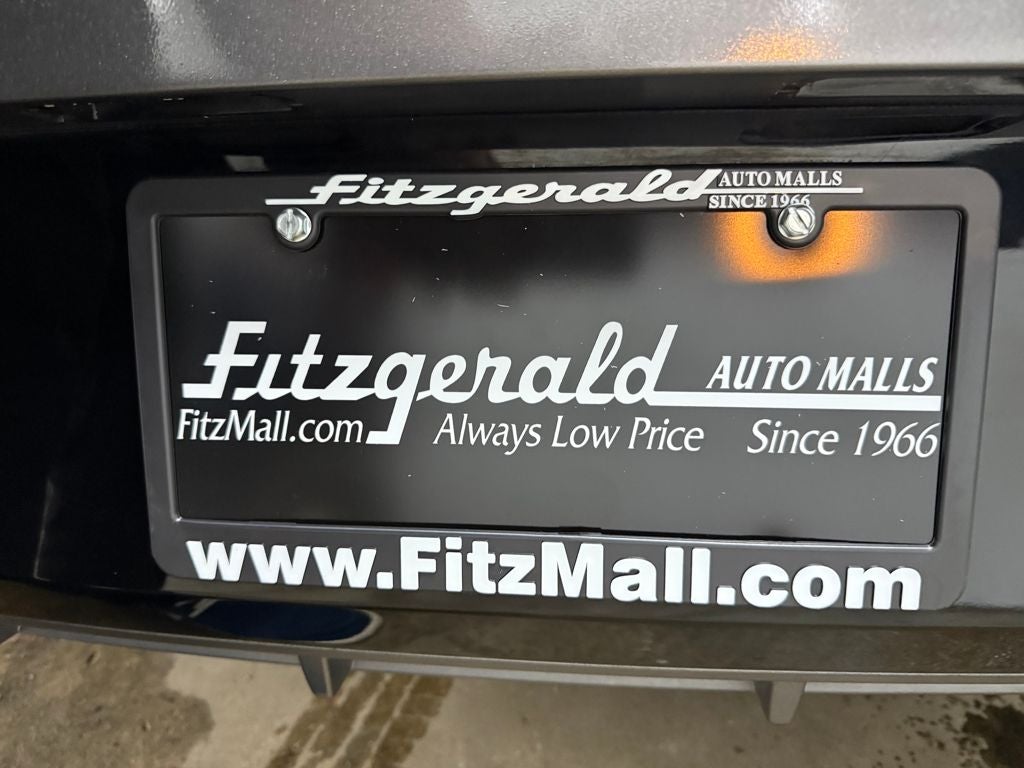 Fitzgerald AUTO MALLS
SINCE 1966
Fitzgerald AUTO MALLS
FitzMall.com Always Low Price Since 1966
www.FitzMall.com